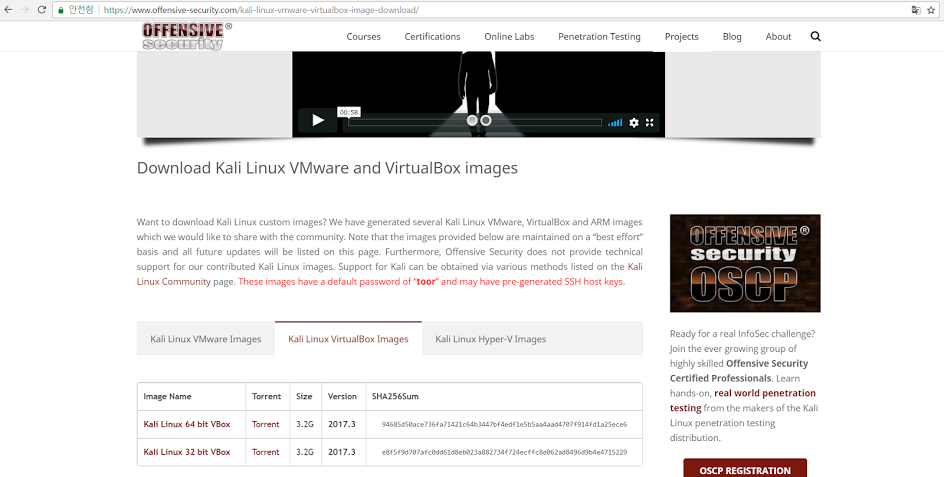 안전함
https://www.offensive-security.com/kali-linux-vmware-virtualbox-image-download/
OFFENSIVE®
security
Courses Certifications Online Labs Penetration Testing Projects Blog About
00:58
Download Kali Linux VMware and VirtualBox images
Want to download Kali Linux custom images? We have generated several Kali Linux VMware, VirtualBox and ARM images
which we would like to share with the community. Note that the images provided below are maintained on a “best effort”
basis and all future updates will be listed on this page. Furthermore, Offensive Security does not provide technical
support for our contributed Kali Linux images. Support for Kali can be obtained via various methods listed on the Kali
Linux Community page. These images have a default password of “toor” and may have pre-generated SSH host keys.
Kali Linux VMware Images Kali Linux VirtualBox Images Kali Linux Hyper-V Images
Image Name Torrent Size Version SHA256Sum
Kali Linux 64 bit VBox Torrent 3.2G 2017.3 94685d50ace736fa71421c64b3447bf4edf1e5b5aa4aad4707f914fd1a25ece6
Kali Linux 32 bit VBox Torrent 3.2G 2017.3 e8f5f9d707afc0dd61d8eb023a882734f724ecffc8e062ad8496d9b4e4715229
OFFENSIVE®
security
OSCP
Ready for a real InfoSec challenge?
Join the ever growing group of
highly skilled Offensive Security
Certified Professionals. Learn
hands-on, real world penetration
testing from the makers of the Kali
Linux penetration testing
distribution.
OSCP REGISTRATION